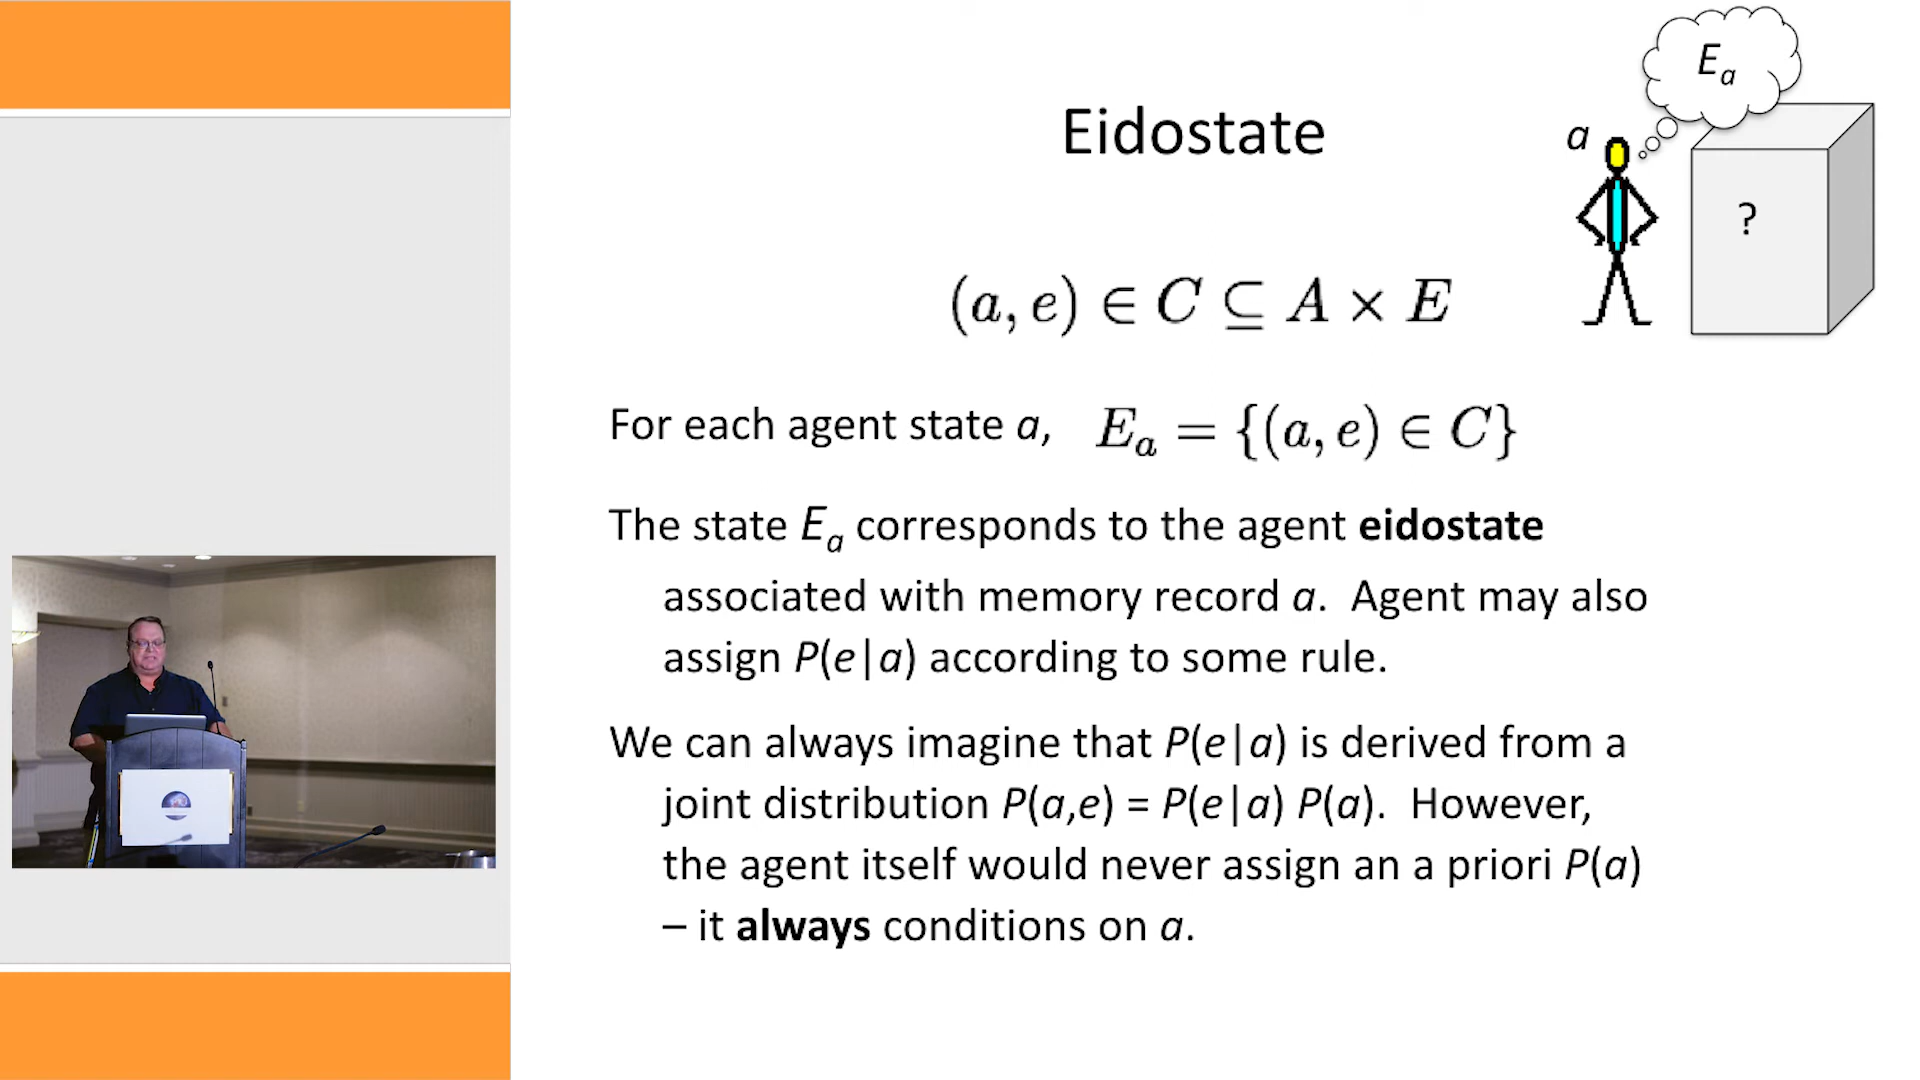 Eidostate
E_a
a
?
(a, e) ∈ C ⊆ A × E
For each agent state a, E_a = {(a, e) ∈ C}
The state E_a corresponds to the agent eidostate
associated with memory record a. Agent may also
assign P(e|a) according to some rule.
We can always imagine that P(e|a) is derived from a
joint distribution P(a,e) = P(e|a) P(a). However,
the agent itself would never assign an a priori P(a)
– it always conditions on a.